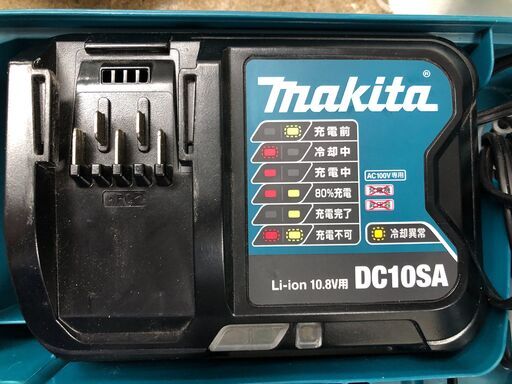 makita®
充電前
冷却中
充電中
80%充電
充電完了
充電不可
AC100V専用
冷却異常
Li-ion 10.8V用 DC10SA